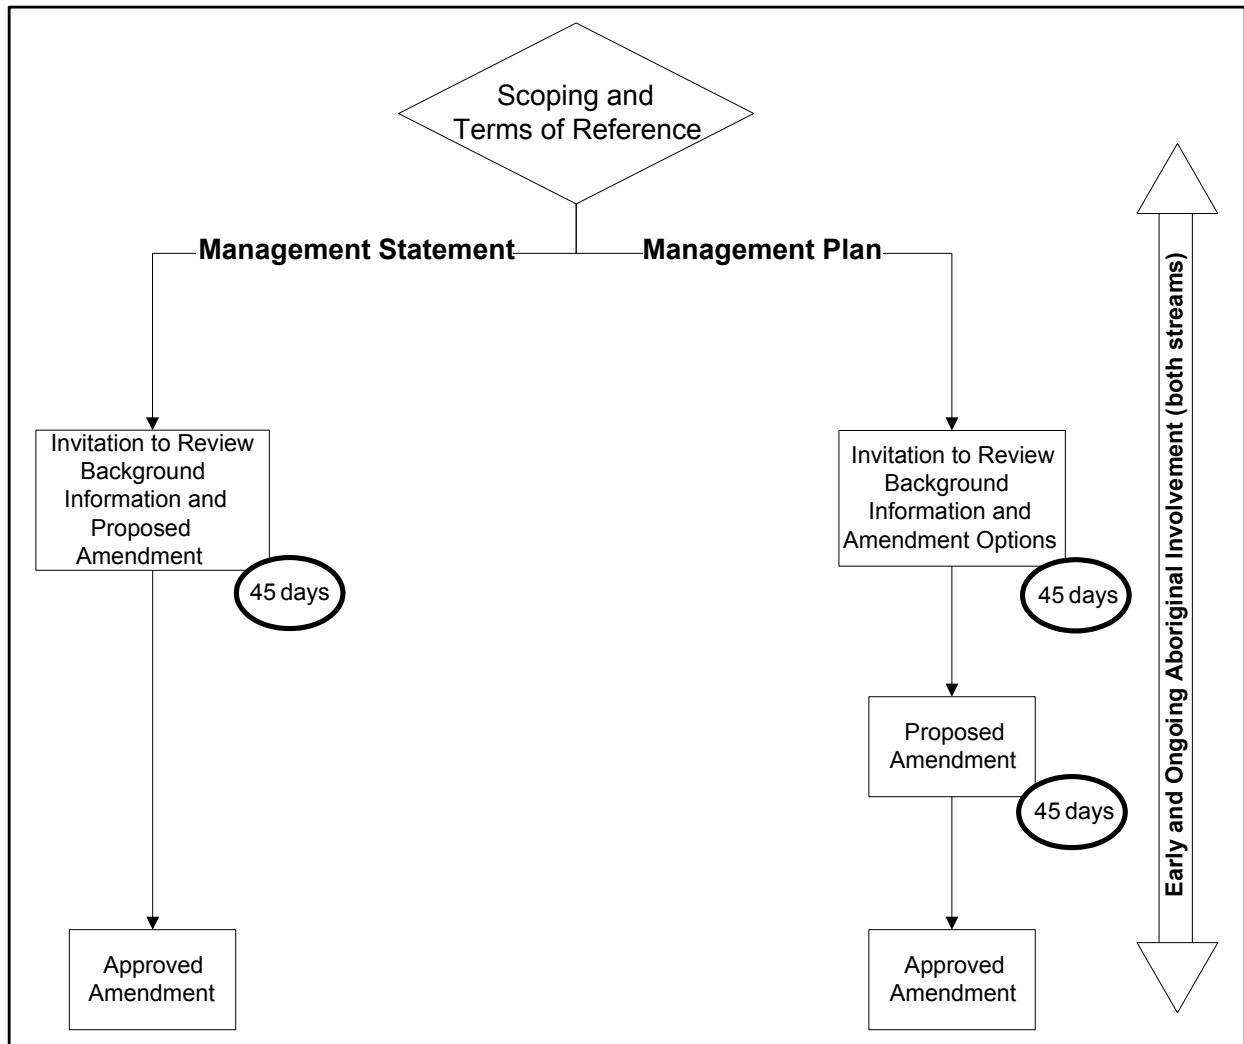 Scoping and
Terms of Reference
Management Statement
Management Plan
Invitation to Review
Background
Information and
Proposed
Amendment
45 days
Invitation to Review
Background
Information and
Amendment Options
45 days
Proposed
Amendment
45 days
Approved
Amendment
Approved
Amendment
Early and Ongoing Aboriginal Involvement (both streams)